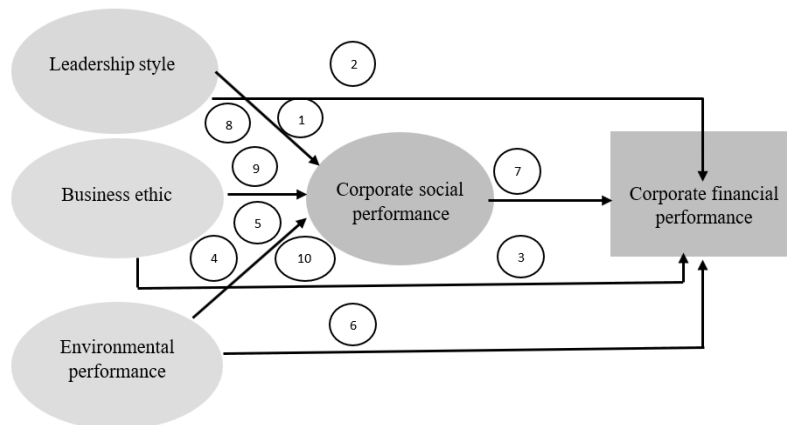 Leadership style
2
8
1
9
Business ethic
Corporate social
performance
7
Corporate financial
performance
5
4
10
3
6
Environmental
performance